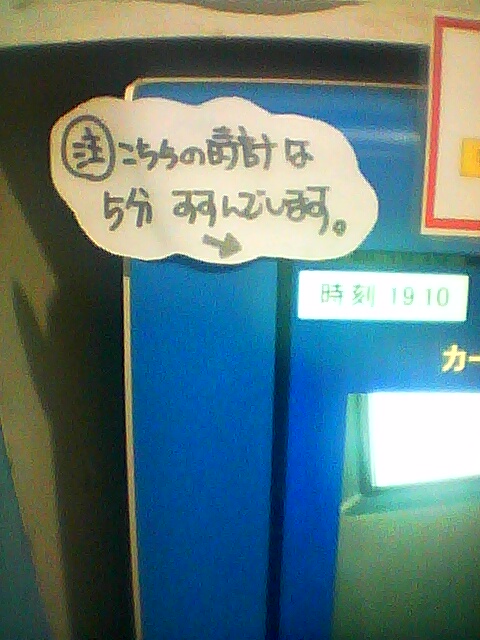 注 こちらの時計は
5分 すすんでいます。
時刻 19 10
カー